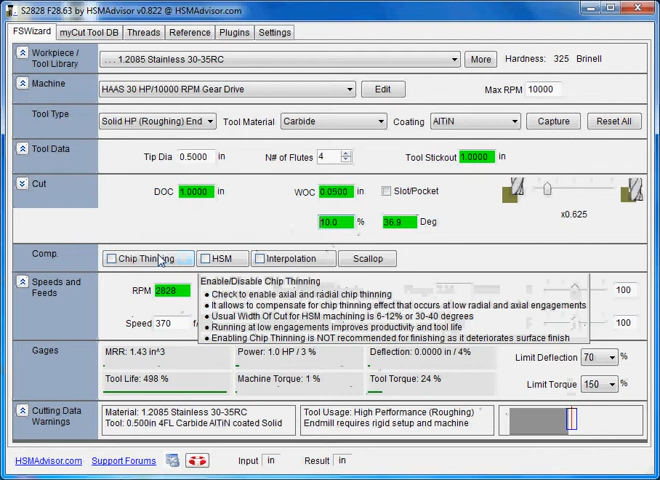 S2828 F28.63 by HSMAdvisor v0.822 @ HSMAdvisor.com
FSWizard myCut Tool DB Threads Reference Plugins Settings
Workpiece / Tool Library
. . . 1.2085 Stainless 30-35RC More Hardness: 325 Brinell
Machine HAAS 30 HP/10000 RPM Gear Drive Edit Max RPM 10000
Tool Type Solid HP (Roughing) End Tool Material Carbide Coating AlTiN Capture Reset All
Tool Data Tip Dia 0.5000 in N# of Flutes 4 Tool Stickout 1.0000 in
Cut DOC 1.0000 in WOC 0.0500 in Slot/Pocket
x0.625
10.0 % 36.9 Deg
Comp. Chip Thinning HSM Interpolation Scallop
Speeds and Feeds
RPM 2828 100
Speed 370 100
Enable/Disable Chip Thinning
• Check to enable axial and radial chip thinning
• It allows to compensate for chip thinning effect that occurs at low radial and axial engagements
• Usual Width Of Cut for HSM machining is 6-12% or 30-40 degrees
• Running at low engagements improves productivity and tool life
• Enabling Chip Thinning is NOT recommended for finishing as it deteriorates surface finish
Gages MRR: 1.43 in^3 Power: 1.0 HP / 3 % Deflection: 0.0000 in / 4% Limit Deflection 70 %
Tool Life: 498 % Machine Torque: 1 % Tool Torque: 24 % Limit Torque 150 %
Cutting Data Warnings
Material: 1.2085 Stainless 30-35RC
Tool: 0.500in 4FL Carbide AlTiN coated Solid
Tool Usage: High Performance (Roughing)
Endmill requires rigid setup and machine
HSMAdvisor.com Support Forums Input in Result in